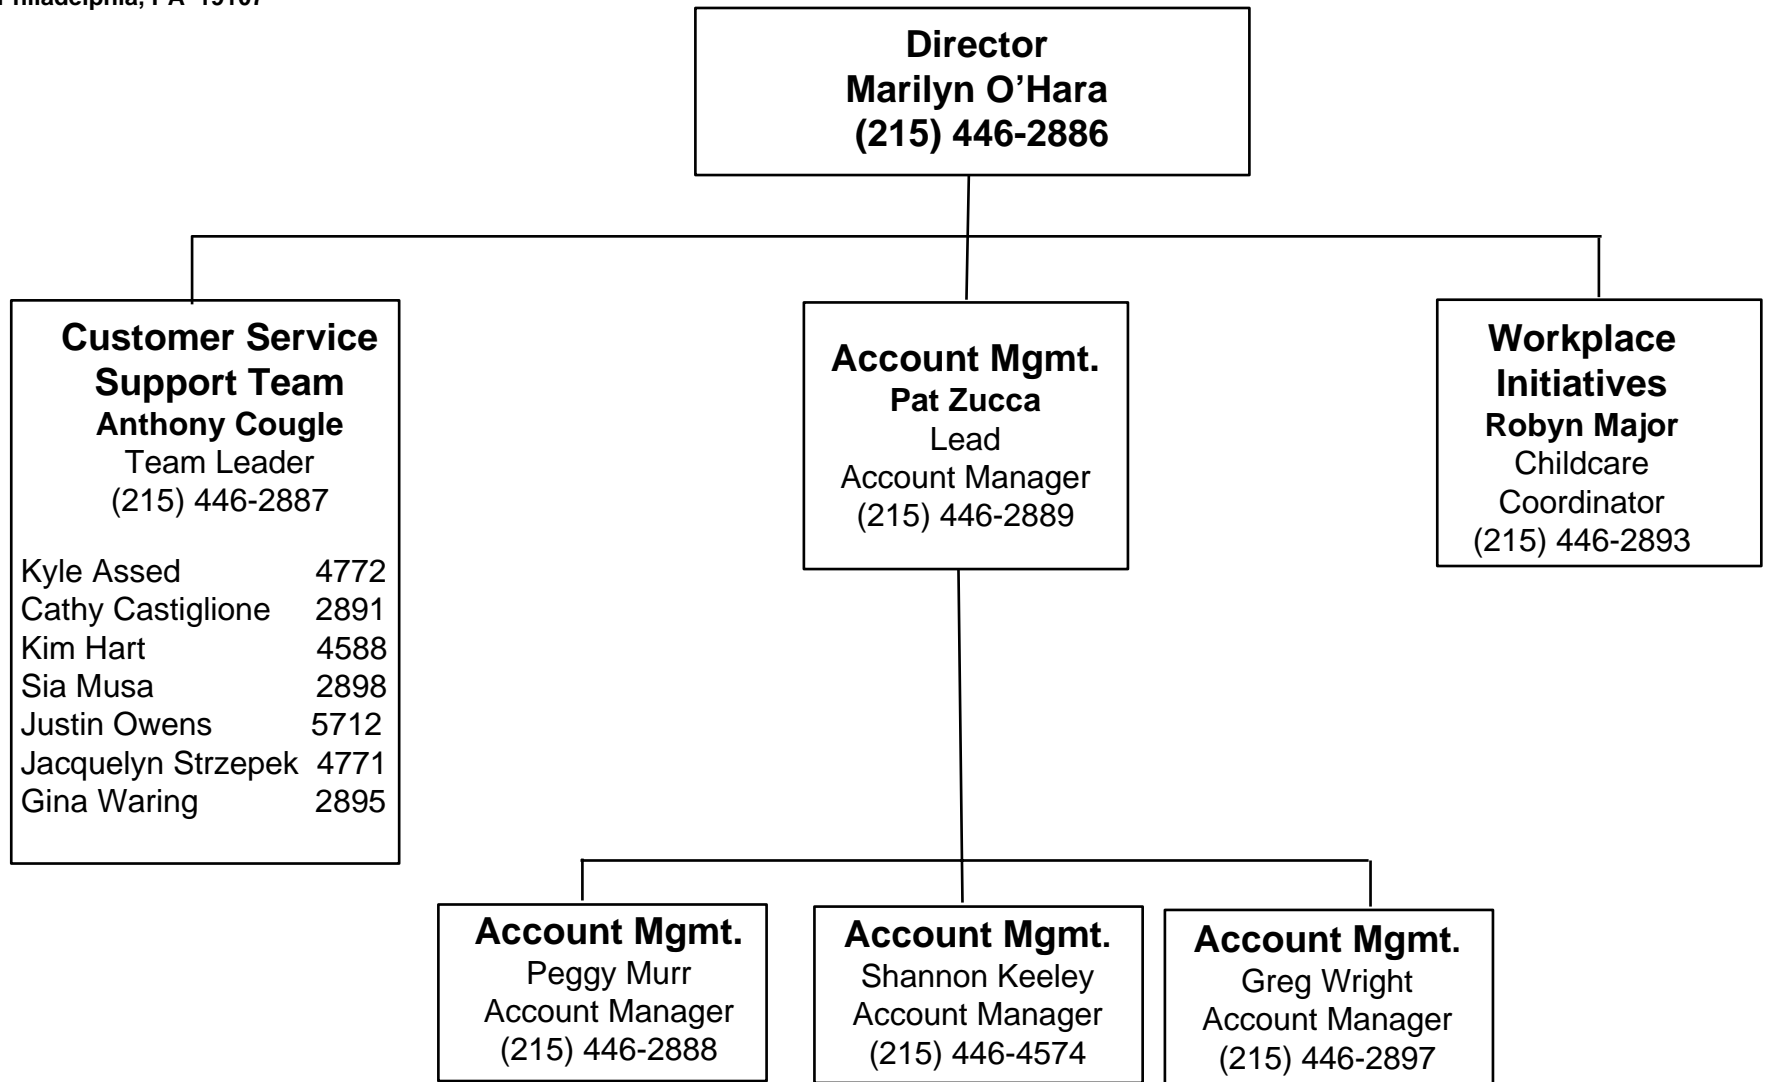 Philadelphia, PA 19107
Director
Marilyn O’Hara
(215) 446-2886
Customer Service
Support Team
Anthony Cougle
Team Leader
(215) 446-2887
Kyle Assed 4772
Cathy Castiglione 2891
Kim Hart 4588
Sia Musa 2898
Justin Owens 5712
Jacquelyn Strzepek 4771
Gina Waring 2895
Account Mgmt.
Pat Zucca
Lead
Account Manager
(215) 446-2889
Workplace
Initiatives
Robyn Major
Childcare
Coordinator
(215) 446-2893
Account Mgmt.
Peggy Murr
Account Manager
(215) 446-2888
Account Mgmt.
Shannon Keeley
Account Manager
(215) 446-4574
Account Mgmt.
Greg Wright
Account Manager
(215) 446-2897